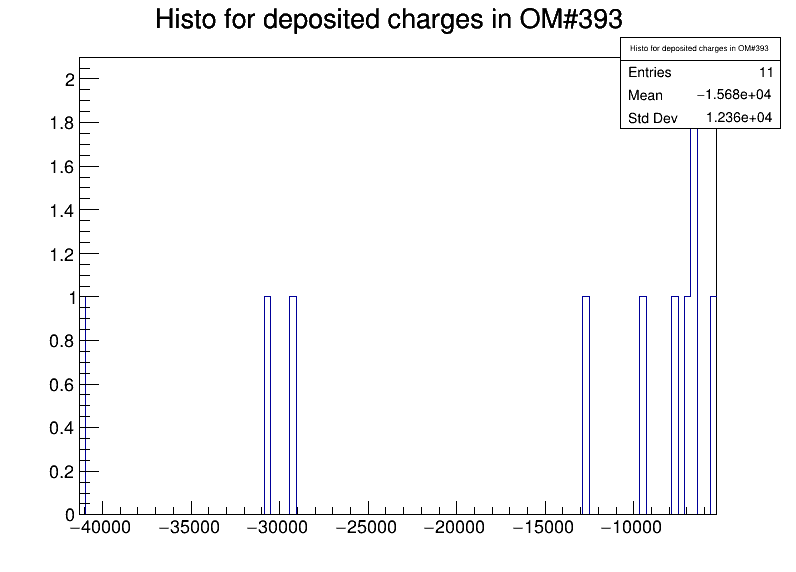 Histo for deposited charges in OM#393
Histo for deposited charges in OM#393
Entries 11
Mean −1.568e+04
Std Dev 1.236e+04
2
1.8
1.6
1.4
1.2
1
0.8
0.6
0.4
0.2
0
−40000 −35000 −30000 −25000 −20000 −15000 −10000